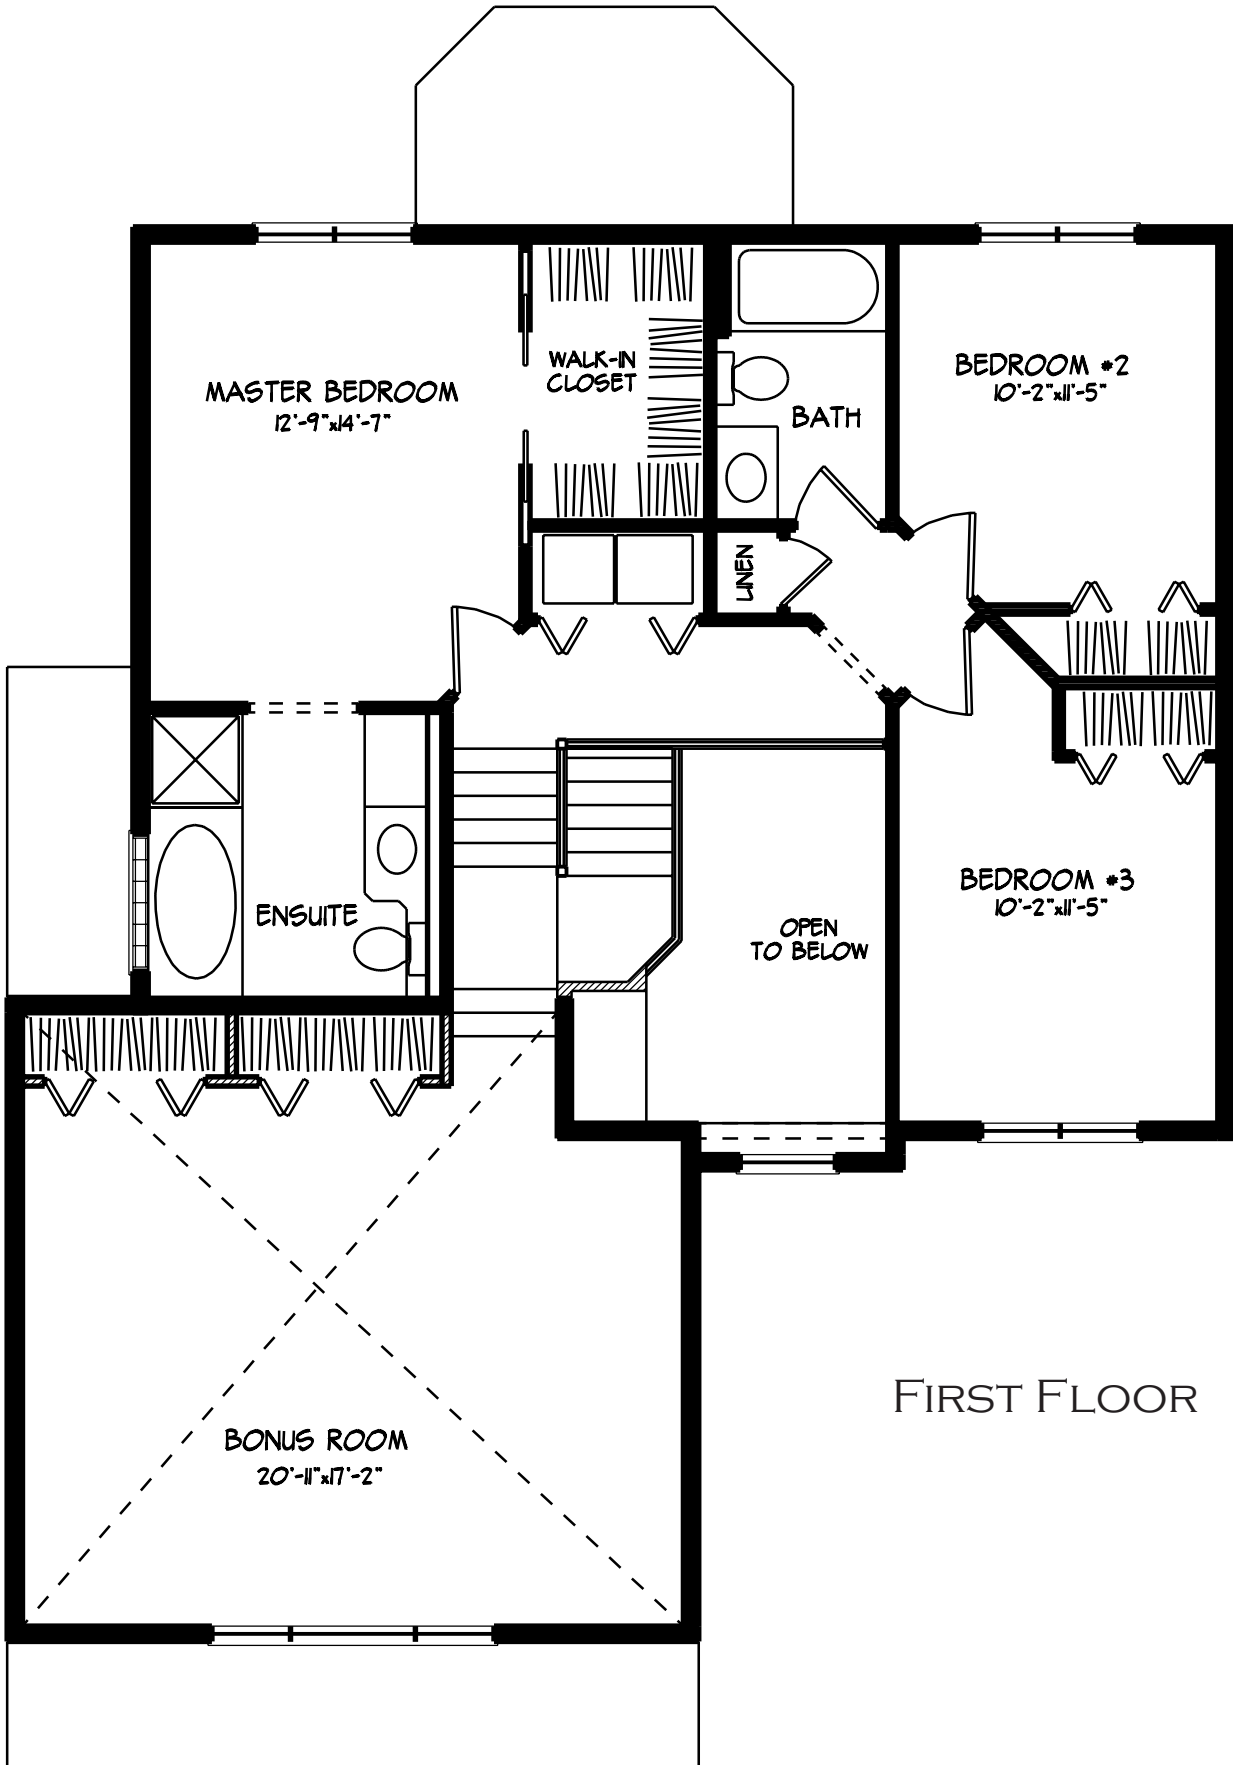 WALK-IN
CLOSET
MASTER BEDROOM
12'-9"x14'-7"
BEDROOM #2
10'-2"x11'-5"
BATH
LINEN
BEDROOM #3
10'-2"x11'-5"
ENSUITE
OPEN
TO BELOW
FIRST FLOOR
BONUS ROOM
20'-11"x17'-2"